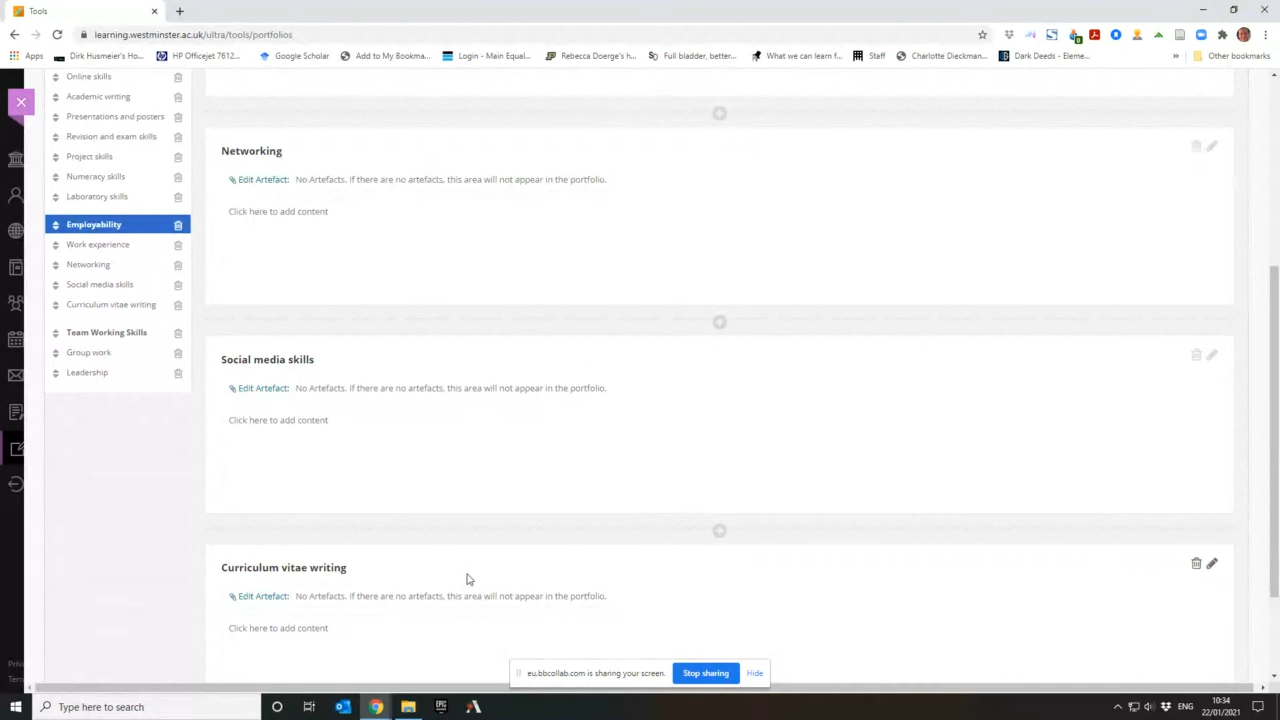 Tools
learning.westminster.ac.uk/ultra/tools/portfolios
Apps
Dirk Husmeier's Ho...
HP Officejet 7612...
Google Scholar
Add to My Bookma...
Login - Main Equal...
Rebecca Doerge's h...
Full bladder, better...
What we can learn f...
Staff
Charlotte Dieckman...
Dark Deeds - Eleme...
»
Other bookmarks
Online skills
Academic writing
Presentations and posters
Revision and exam skills
Project skills
Numeracy skills
Laboratory skills
Employability
Work experience
Networking
Social media skills
Curriculum vitae writing
Team Working Skills
Group work
Leadership
Networking
Edit Artefact: No Artefacts. If there are no artefacts, this area will not appear in the portfolio.
Click here to add content
Social media skills
Edit Artefact: No Artefacts. If there are no artefacts, this area will not appear in the portfolio.
Click here to add content
Curriculum vitae writing
Edit Artefact: No Artefacts. If there are no artefacts, this area will not appear in the portfolio.
Click here to add content
Priv
Term
eu.bbcollab.com is sharing your screen.
Stop sharing
Hide
Type here to search
EPIC
ENG
10:34
22/01/2021